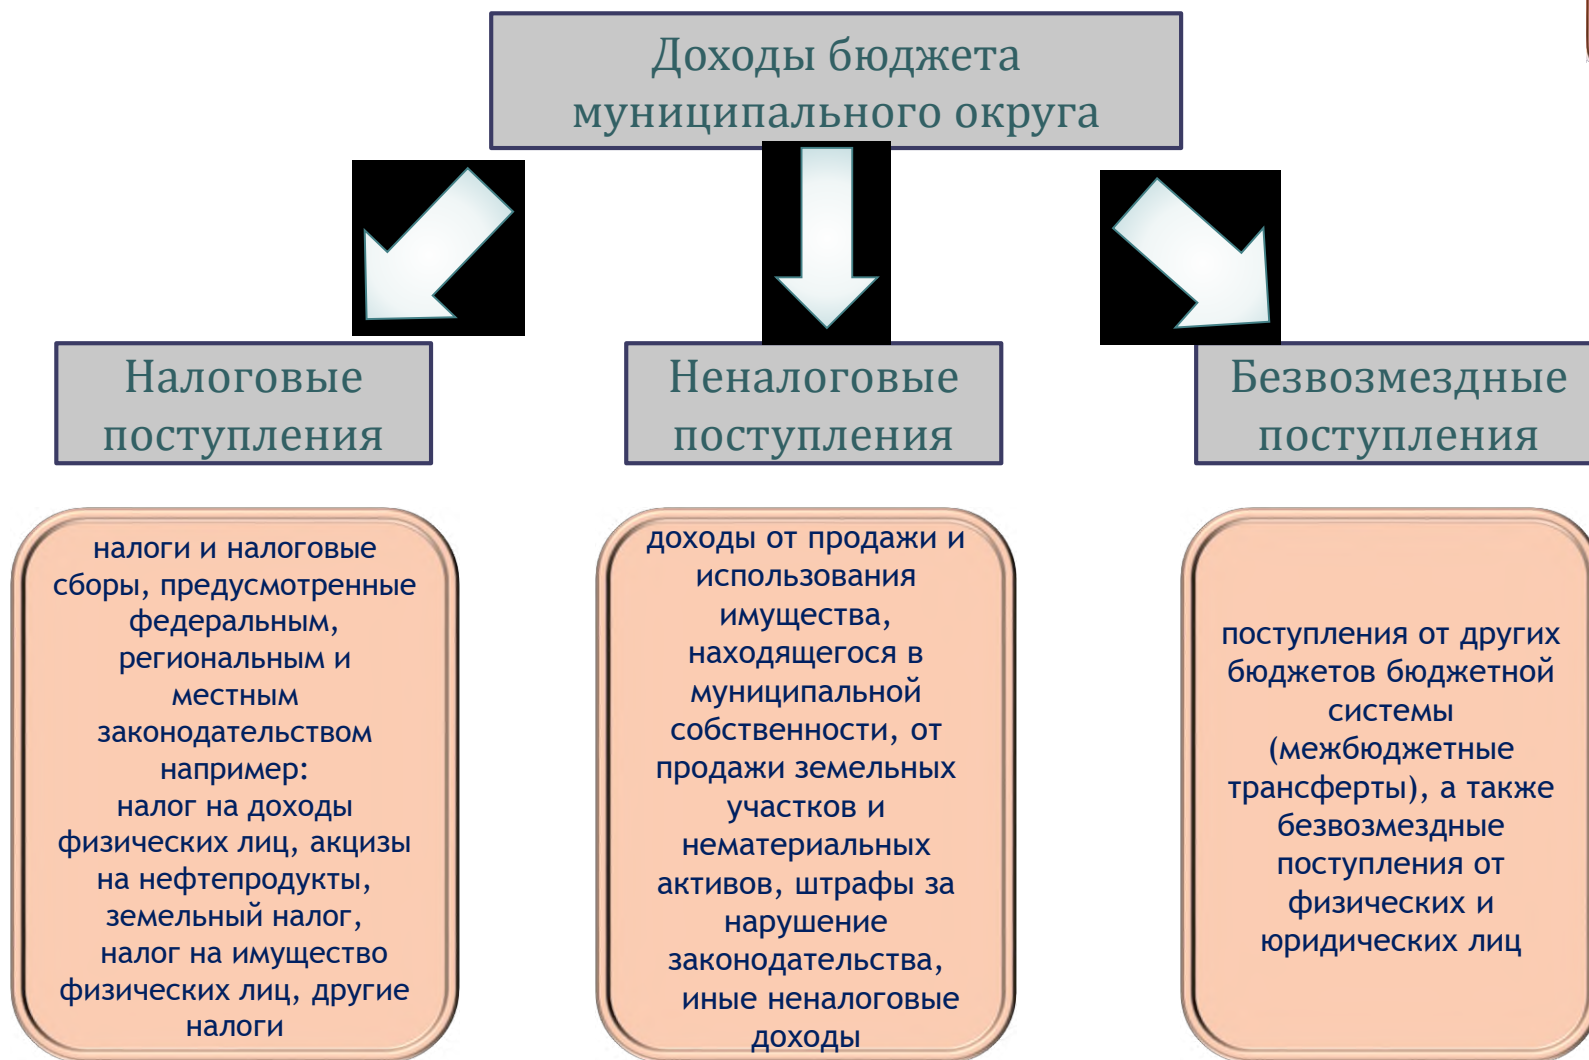 Доходы бюджета
муниципального округа
Налоговые
поступления
Неналоговые
поступления
Безвозмездные
поступления
налоги и налоговые
сборы, предусмотренные
федеральным,
региональным и
местным
законодательством
например:
налог на доходы
физических лиц, акцизы
на нефтепродукты,
земельный налог,
налог на имущество
физических лиц, другие
налоги
доходы от продажи и
использования
имущества,
находящегося в
муниципальной
собственности, от
продажи земельных
участков и
нематериальных
активов, штрафы за
нарушение
законодательства,
иные неналоговые
доходы
поступления от других
бюджетов бюджетной
системы
(межбюджетные
трансферты), а также
безвозмездные
поступления от
физических и
юридических лиц